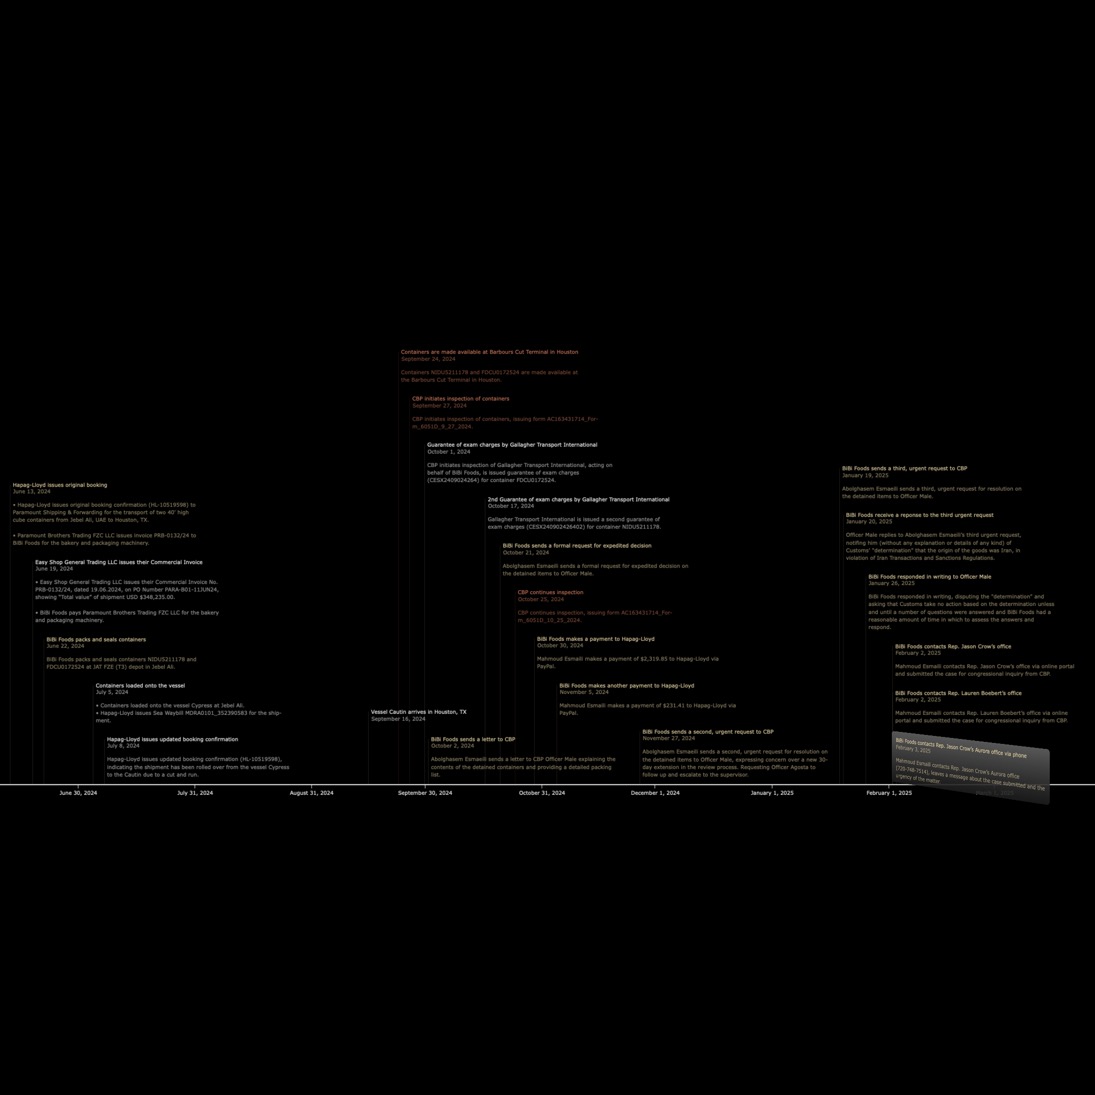 Hapag-Lloyd issues original booking
June 13, 2024
• Hapag-Lloyd issues original booking confirmation (HL-10519598) to
Paramount Shipping & Forwarding for the transport of two 40' high
cube containers from Jebel Ali, UAE to Houston, TX.
• Paramount Brothers Trading FZC LLC issues invoice PRB-0132/24 to
BiBi Foods for the bakery and packaging machinery.
Easy Shop General Trading LLC issues their Commercial Invoice
June 19, 2024
• Easy Shop General Trading LLC issues their Commercial Invoice No.
PRB-0132/24, dated 19.06.2024, on PO Number PARA-B01-11JUN24,
showing "Total value" of shipment USD $348,235.00.
• BiBi Foods pays Paramount Brothers Trading FZC LLC for the bakery
and packaging machinery.
BiBi Foods packs and seals containers
June 22, 2024
BiBi Foods packs and seals containers NIDU5211178 and
FDCU0172524 at JAT FZE (T3) depot in Jebel Ali.
Containers loaded onto the vessel
July 5, 2024
• Containers loaded onto the vessel Cypress at Jebel Ali.
• Hapag-Lloyd issues Sea Waybill MDRA0101_352390583 for the ship-
ment.
Hapag-Lloyd issues updated booking confirmation
July 8, 2024
Hapag-Lloyd issues updated booking confirmation (HL-10519598),
indicating the shipment has been rolled over from the vessel Cypress
to the Cautin due to a cut and run.
Vessel Cautin arrives in Houston, TX
September 16, 2024
Containers are made available at Barbours Cut Terminal in Houston
September 24, 2024
Containers NIDU5211178 and FDCU0172524 are made available at
the Barbours Cut Terminal in Houston.
CBP initiates inspection of containers
September 27, 2024
CBP initiates inspection of containers, issuing form AC163431714_For-
m_6051D_9_27_2024.
Guarantee of exam charges by Gallagher Transport International
October 1, 2024
CBP initiates inspection of Gallagher Transport International, acting on
behalf of BiBi Foods, is issued guarantee of exam charges
(CESX2409024264) for container FDCU0172524.
BiBi Foods sends a letter to CBP
October 2, 2024
Abolghasem Esmaeili sends a letter to CBP Officer Male explaining the
contents of the detained containers and providing a detailed packing
list.
2nd Guarantee of exam charges by Gallagher Transport International
October 17, 2024
Gallagher Transport International is issued a second guarantee of
exam charges (CESX240902426402) for container NIDU5211178.
BiBi Foods sends a formal request for expedited decision
October 21, 2024
Abolghasem Esmaeili sends a formal request for expedited decision on
the detained items to Officer Male.
CBP continues inspection
October 25, 2024
CBP continues inspection, issuing form AC163431714_For-
m_6051D_10_25_2024.
BiBi Foods makes a payment to Hapag-Lloyd
October 30, 2024
Mahmoud Esmaili makes a payment of $2,319.85 to Hapag-Lloyd via
PayPal.
BiBi Foods makes another payment to Hapag-Lloyd
November 5, 2024
Mahmoud Esmaili makes a payment of $231.41 to Hapag-Lloyd via
PayPal.
BiBi Foods sends a second, urgent request to CBP
November 27, 2024
Abolghasem Esmaeili sends a second, urgent request for resolution on
the detained items to Officer Male, expressing concern over a new 30-
day extension in the review process. Requesting Officer Agosta to
follow up and escalate to the supervisor.
BiBi Foods sends a third, urgent request to CBP
January 19, 2025
Abolghasem Esmaeili sends a third, urgent request for resolution on
the detained items to Officer Male.
BiBi Foods receive a reponse to the third urgent request
January 20, 2025
Officer Male replies to Abolghasem Esmaeili's third urgent request,
notifing him (without any explanation or details of any kind) of
Customs' "determination" that the origin of the goods was Iran, in
violation of Iran Transactions and Sanctions Regulations.
BiBi Foods responded in writing to Officer Male
January 26, 2025
BiBi Foods responded in writing, disputing the "determination" and
asking that Customs take no action based on the determination unless
and until a number of questions were answered and BiBi Foods had a
reasonable amount of time in which to assess the answers and
respond.
BiBi Foods contacts Rep. Jason Crow's office
February 2, 2025
Mahmoud Esmaili contacts Rep. Jason Crow's office via online portal
and submitted the case for congressional inquiry from CBP.
BiBi Foods contacts Rep. Lauren Boebert's office
February 2, 2025
Mahmoud Esmaili contacts Rep. Lauren Boebert's office via online
portal and submitted the case for congressional inquiry from CBP.
BiBi Foods contacts Rep. Jason Crow's Aurora office via phone
February 5, 2025
Mahmoud Esmaili contacts Rep. Jason Crow's Aurora office
(720-748-7514), leaves a message about the case submitted and the
urgency of the matter.
June 30, 2024
July 31, 2024
August 31, 2024
September 30, 2024
October 31, 2024
December 1, 2024
January 1, 2025
February 1, 2025